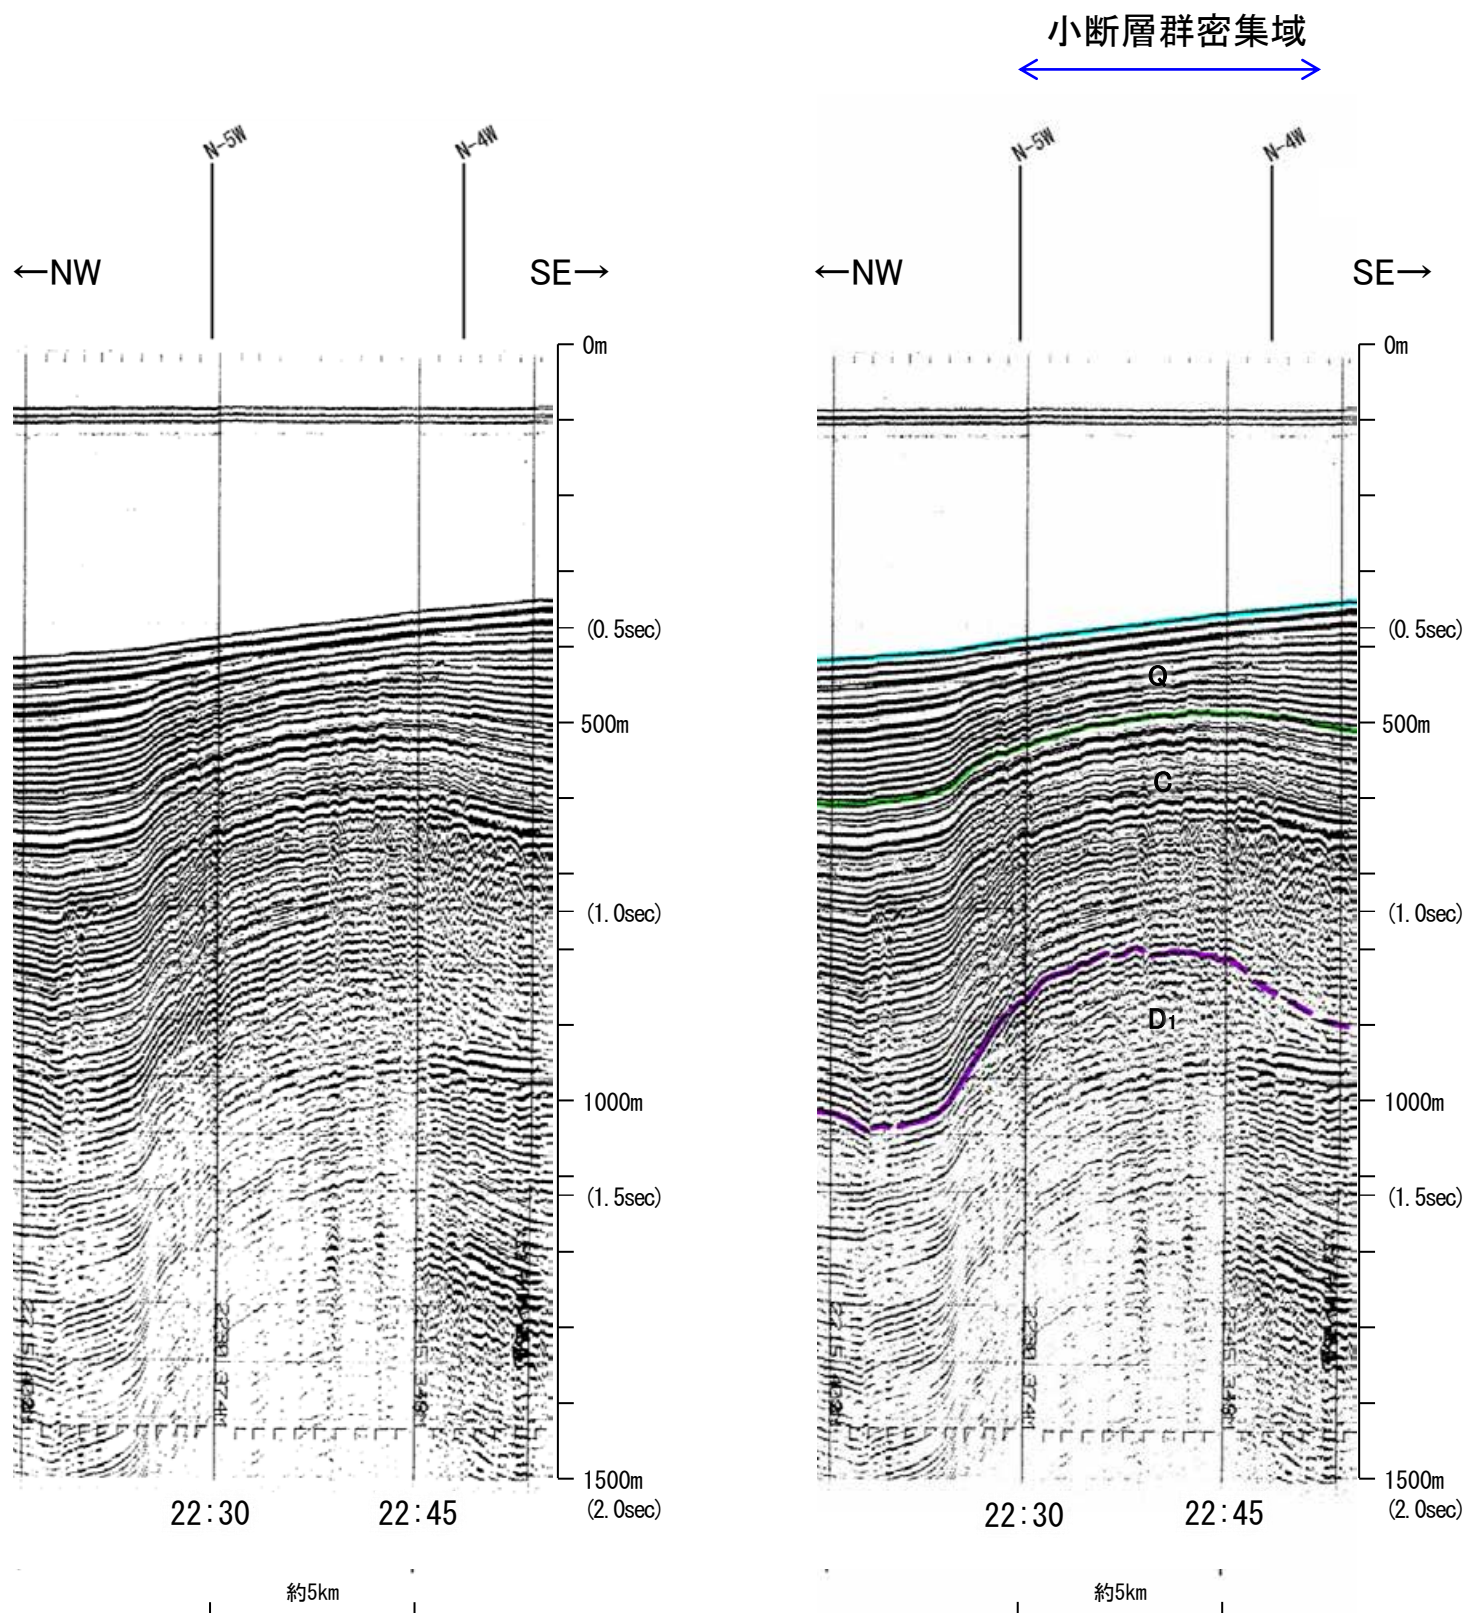 小断層群密集域
N-5W
N-4W
←NW
SE→
0m
(0.5sec)
500m
(1.0sec)
1000m
(1.5sec)
1500m
(2.0sec)
22:30
22:45
約5km
N-5W
N-4W
←NW
SE→
0m
(0.5sec)
Q
500m
C
(1.0sec)
D1
1000m
(1.5sec)
1500m
(2.0sec)
22:30
22:45
約5km